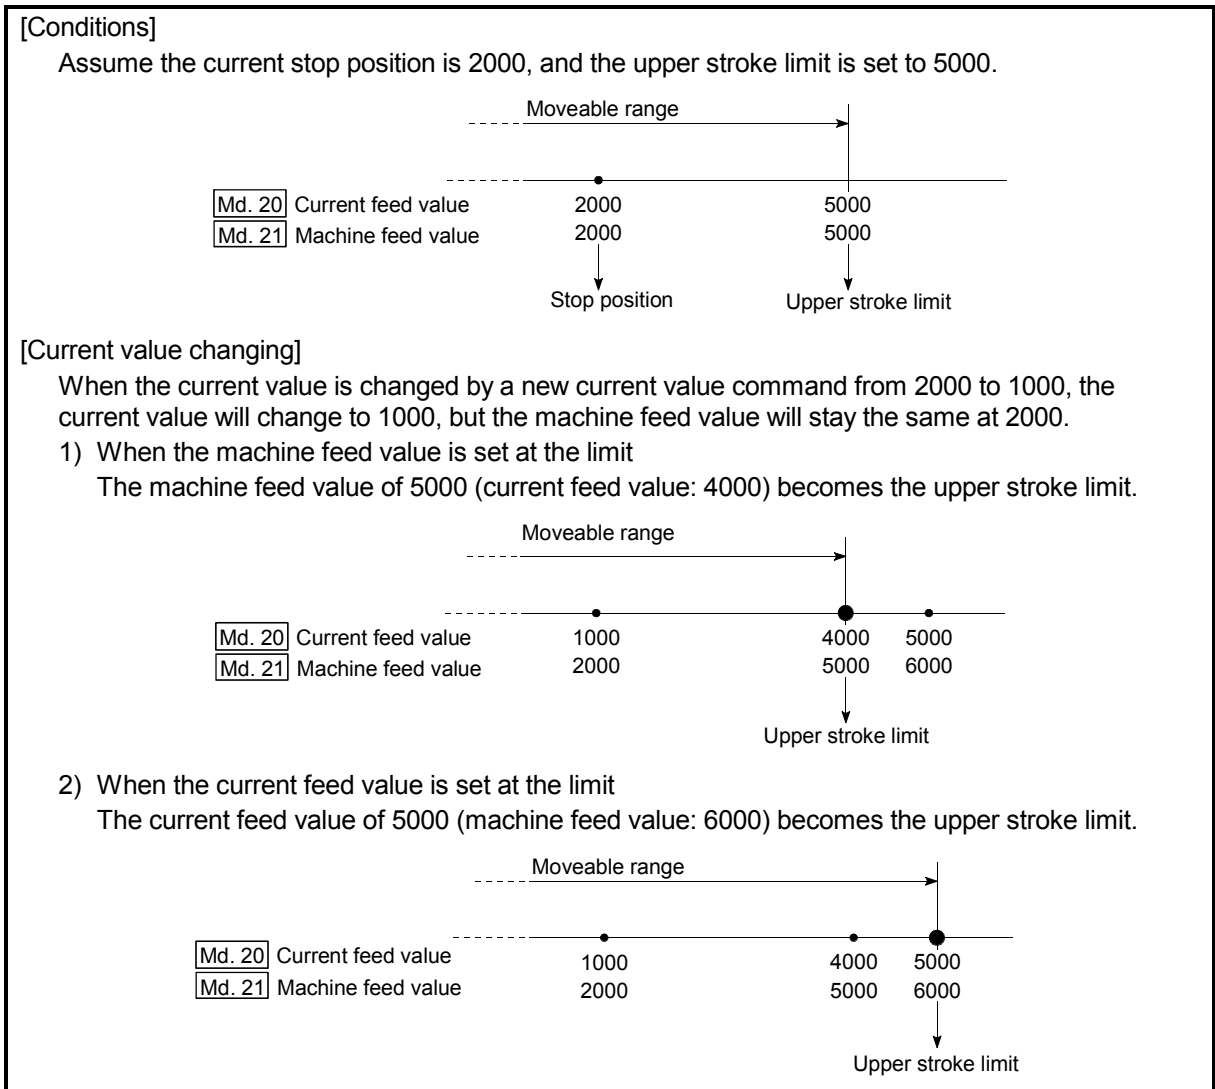 [Conditions]
Assume the current stop position is 2000, and the upper stroke limit is set to 5000.
Moveable range
Md. 20 Current feed value 2000 5000
Md. 21 Machine feed value 2000 5000
Stop position Upper stroke limit
[Current value changing]
When the current value is changed by a new current value command from 2000 to 1000, the
current value will change to 1000, but the machine feed value will stay the same at 2000.
1) When the machine feed value is set at the limit
The machine feed value of 5000 (current feed value: 4000) becomes the upper stroke limit.
Moveable range
Md. 20 Current feed value 1000 4000 5000
Md. 21 Machine feed value 2000 5000 6000
Upper stroke limit
2) When the current feed value is set at the limit
The current feed value of 5000 (machine feed value: 6000) becomes the upper stroke limit.
Moveable range
Md. 20 Current feed value 1000 4000 5000
Md. 21 Machine feed value 2000 5000 6000
Upper stroke limit